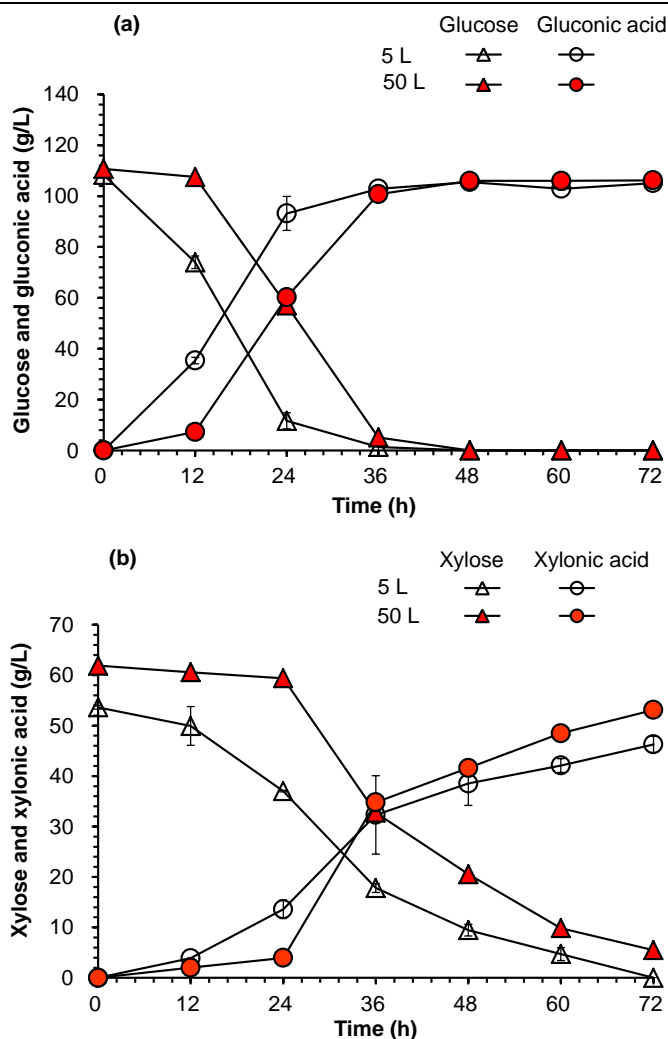 (a)
Glucose Gluconic acid
5 L
50 L
Glucose and gluconic acid (g/L)
140
120
100
80
60
40
20
0
0 12 24 36 48 60 72
Time (h)
(b)
Xylose Xylonic acid
5 L
50 L
Xylose and xylonic acid (g/L)
70
60
50
40
30
20
10
0
0 12 24 36 48 60 72
Time (h)